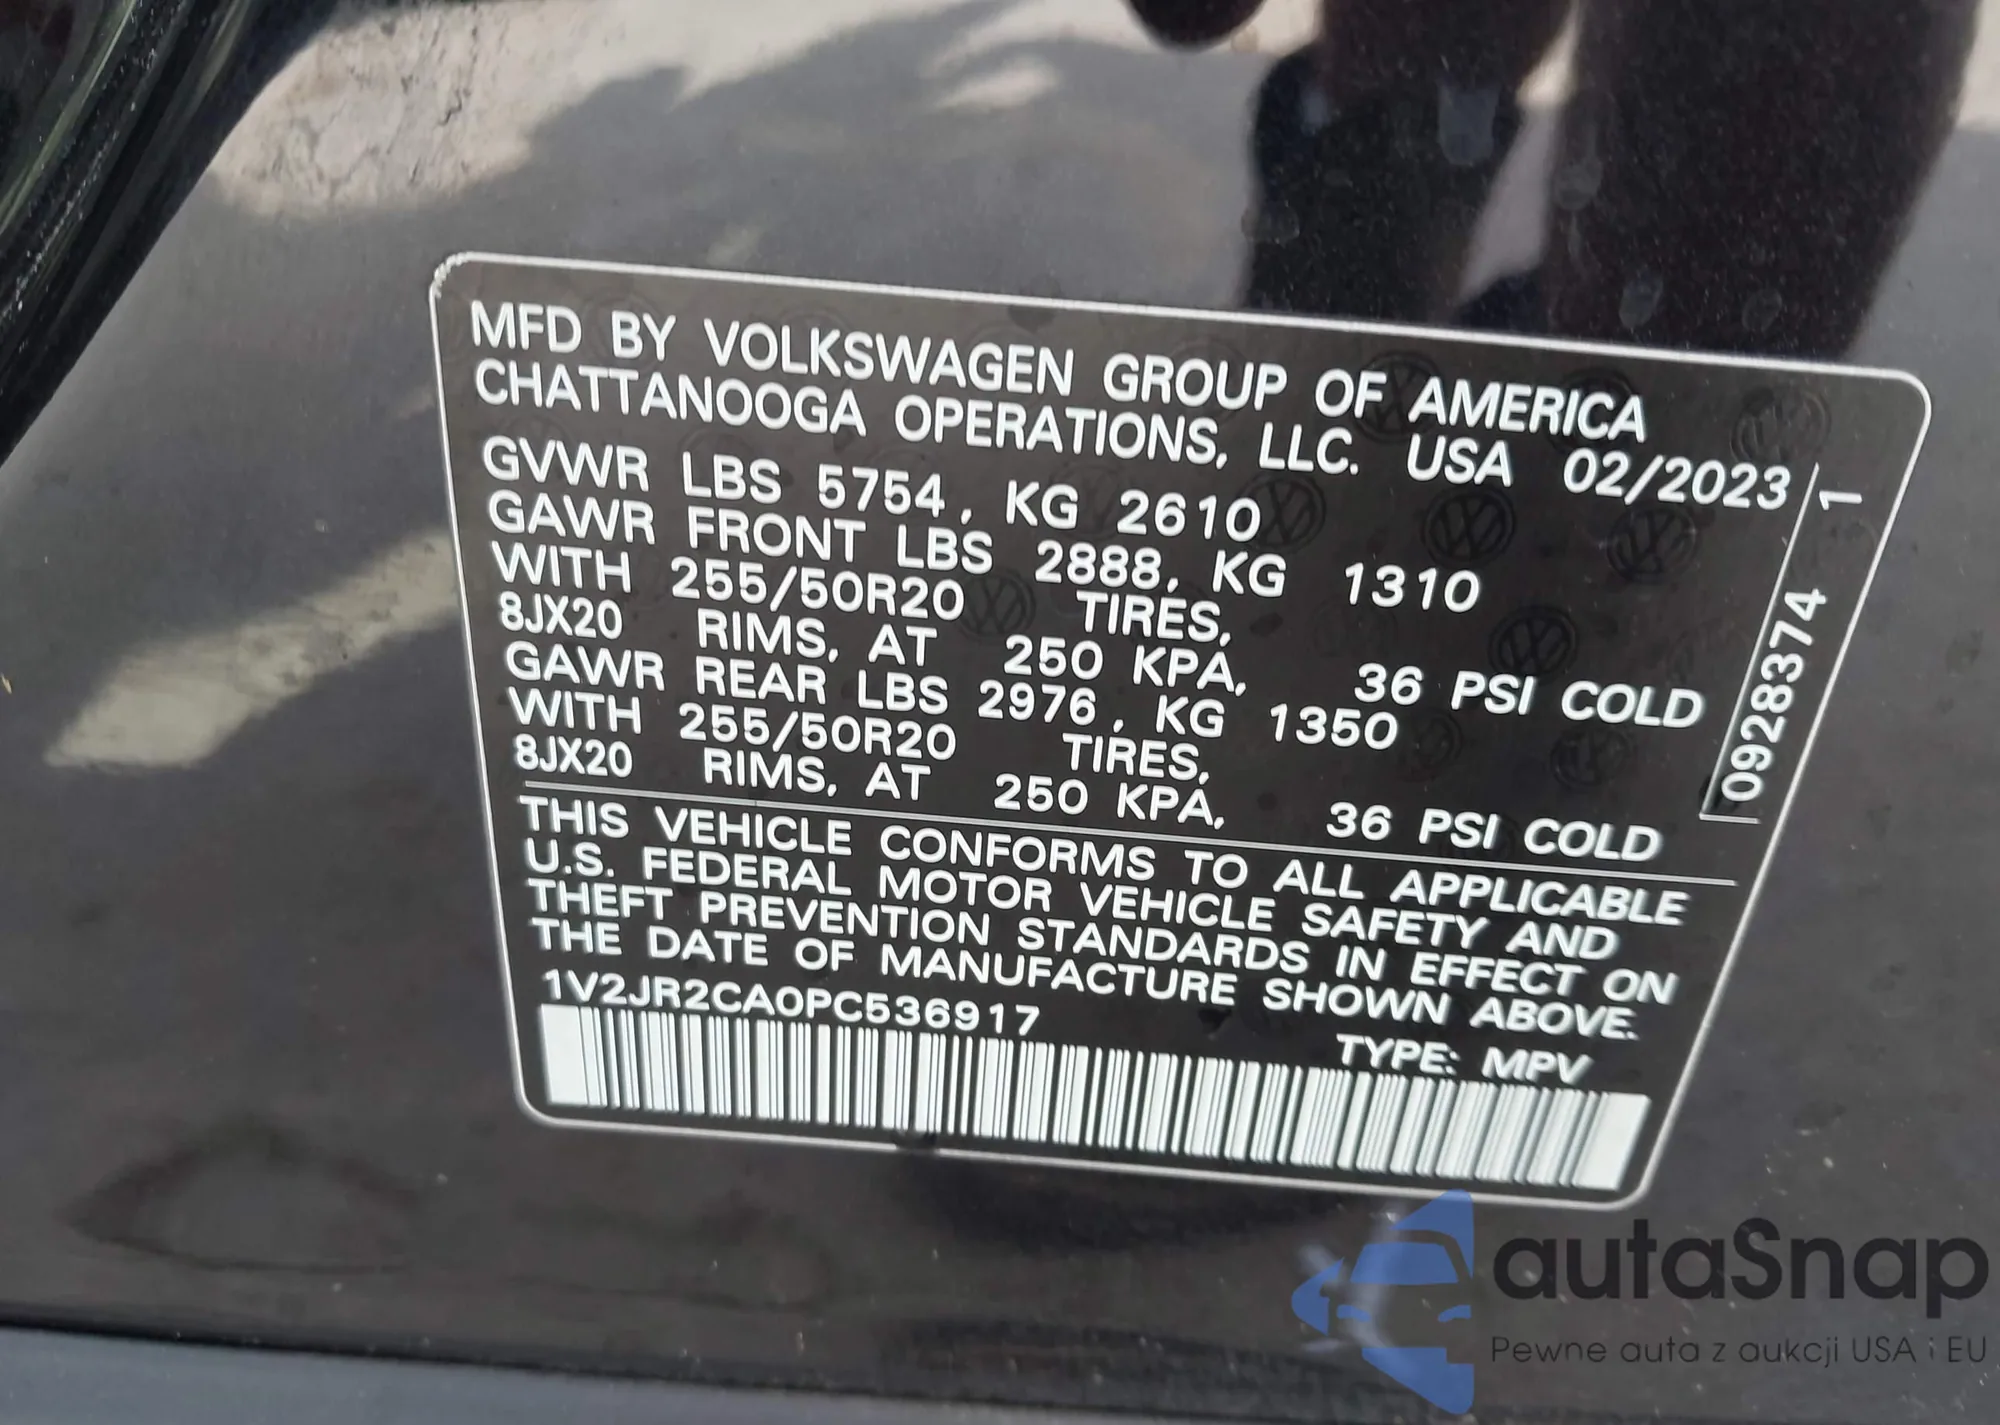 MFD BY VOLKSWAGEN GROUP OF AMERICA
CHATTANOOGA OPERATIONS, LLC. USA 02/2023
GVWR LBS 5754, KG 2610
GAWR FRONT LBS 2888, KG 1310
WITH 255/50R20 TIRES,
8JX20 RIMS, AT 250 KPA, 36 PSI COLD
GAWR REAR LBS 2976, KG 1350
WITH 255/50R20 TIRES,
8JX20 RIMS, AT 250 KPA, 36 PSI COLD
0928374 1
THIS VEHICLE CONFORMS TO ALL APPLICABLE
U.S. FEDERAL MOTOR VEHICLE SAFETY AND
THEFT PREVENTION STANDARDS IN EFFECT ON
THE DATE OF MANUFACTURE SHOWN ABOVE.
1V2JR2CA0PC536917
TYPE: MPV
autaSnap
Pewne auta z aukcji USA i EU